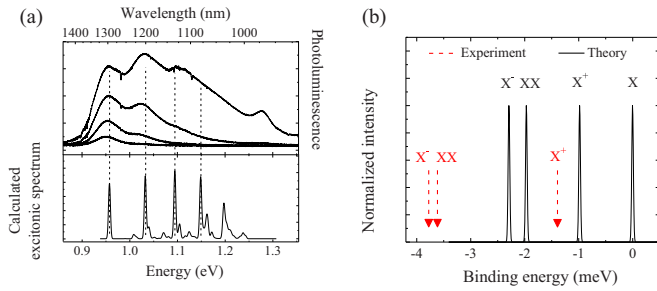 (a)
Wavelength (nm)
1400 1300 1200 1100 1000
Photoluminescence
Calculated
excitonic spectrum
0.9 1.0 1.1 1.2 1.3
Energy (eV)
(b)
Experiment Theory
X⁻ XX X⁺ X
X⁻ XX X⁺
Normalized intensity
-4 -3 -2 -1 0
Binding energy (meV)